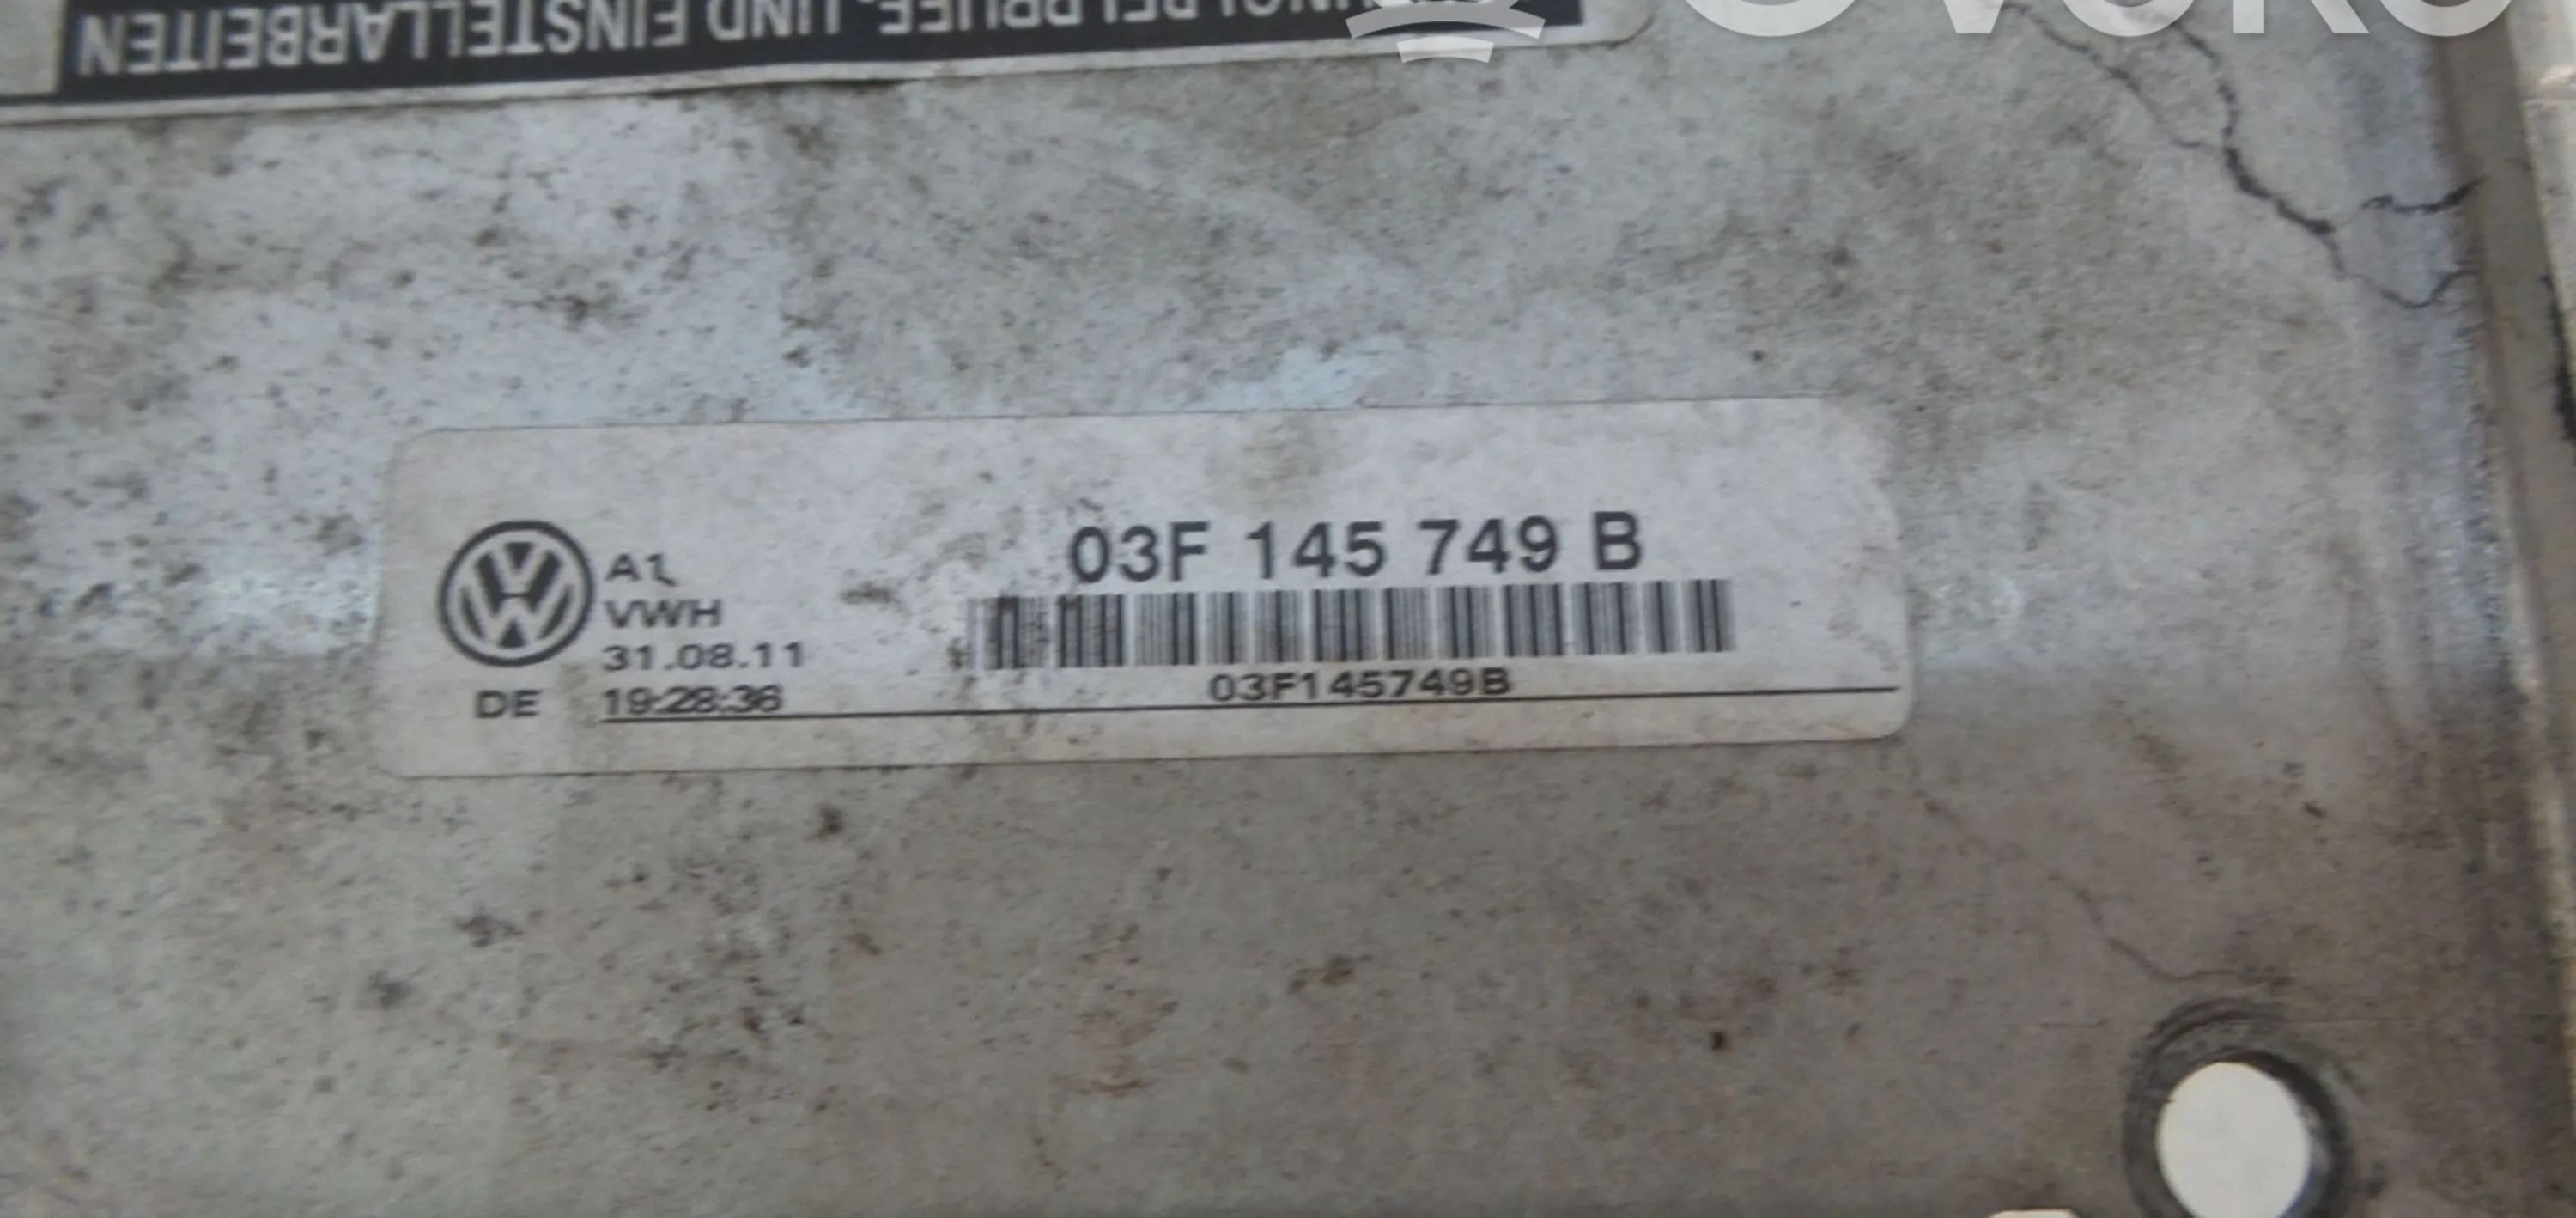 UND EINSTELLARBEITEN
A1
VWH
31.08.11
DE 19:28:36
03F 145 749 B
03F145749B